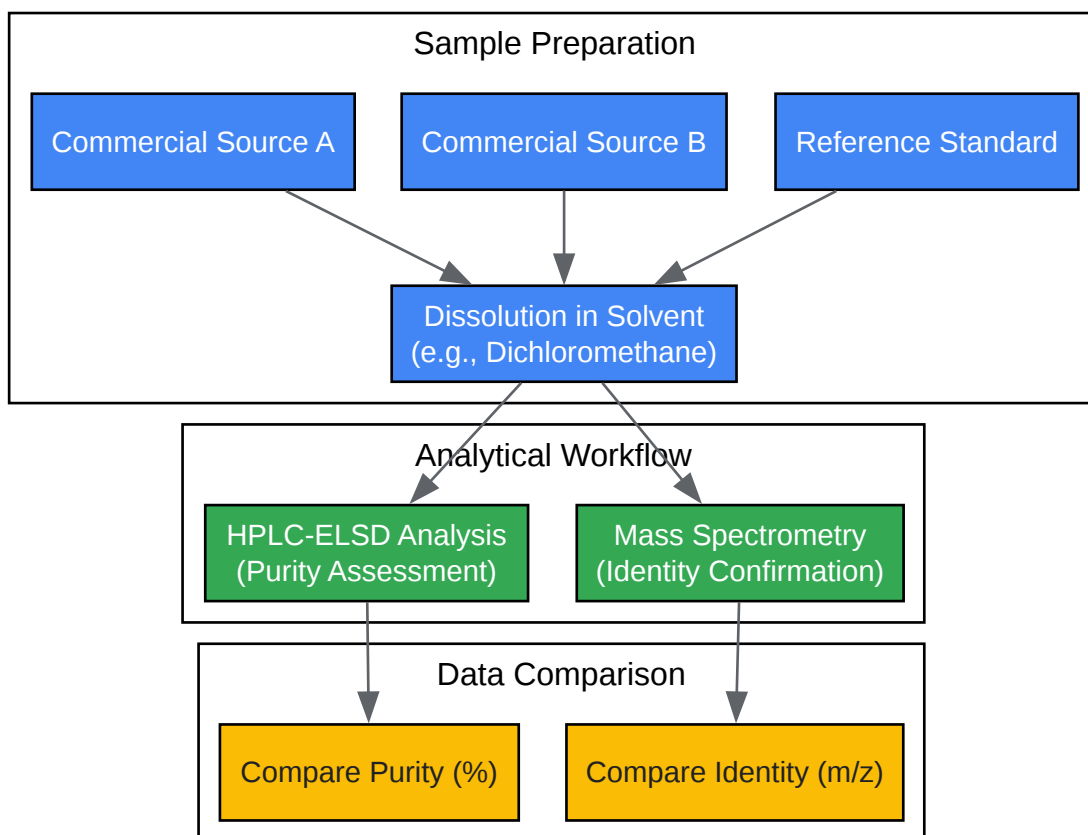 Sample Preparation
Commercial Source A
Commercial Source B
Reference Standard
Dissolution in Solvent
(e.g., Dichloromethane)
Analytical Workflow
HPLC-ELSD Analysis
(Purity Assessment)
Mass Spectrometry
(Identity Confirmation)
Data Comparison
Compare Purity (%)
Compare Identity (m/z)